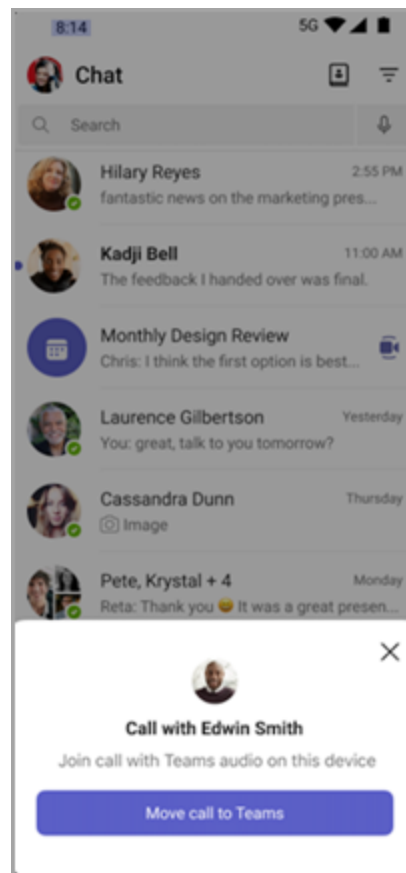 8:14
5G
Chat
Search
Hilary Reyes 2:55 PM
fantastic news on the marketing pres...
Kadji Bell 11:00 AM
The feedback I handed over was final.
Monthly Design Review
Chris: I think the first option is best...
Laurence Gilbertson Yesterday
You: great, talk to you tomorrow?
Cassandra Dunn Thursday
Image
Pete, Krystal + 4 Monday
Reta: Thank you 😄 It was a great presen...
Call with Edwin Smith
Join call with Teams audio on this device
Move call to Teams